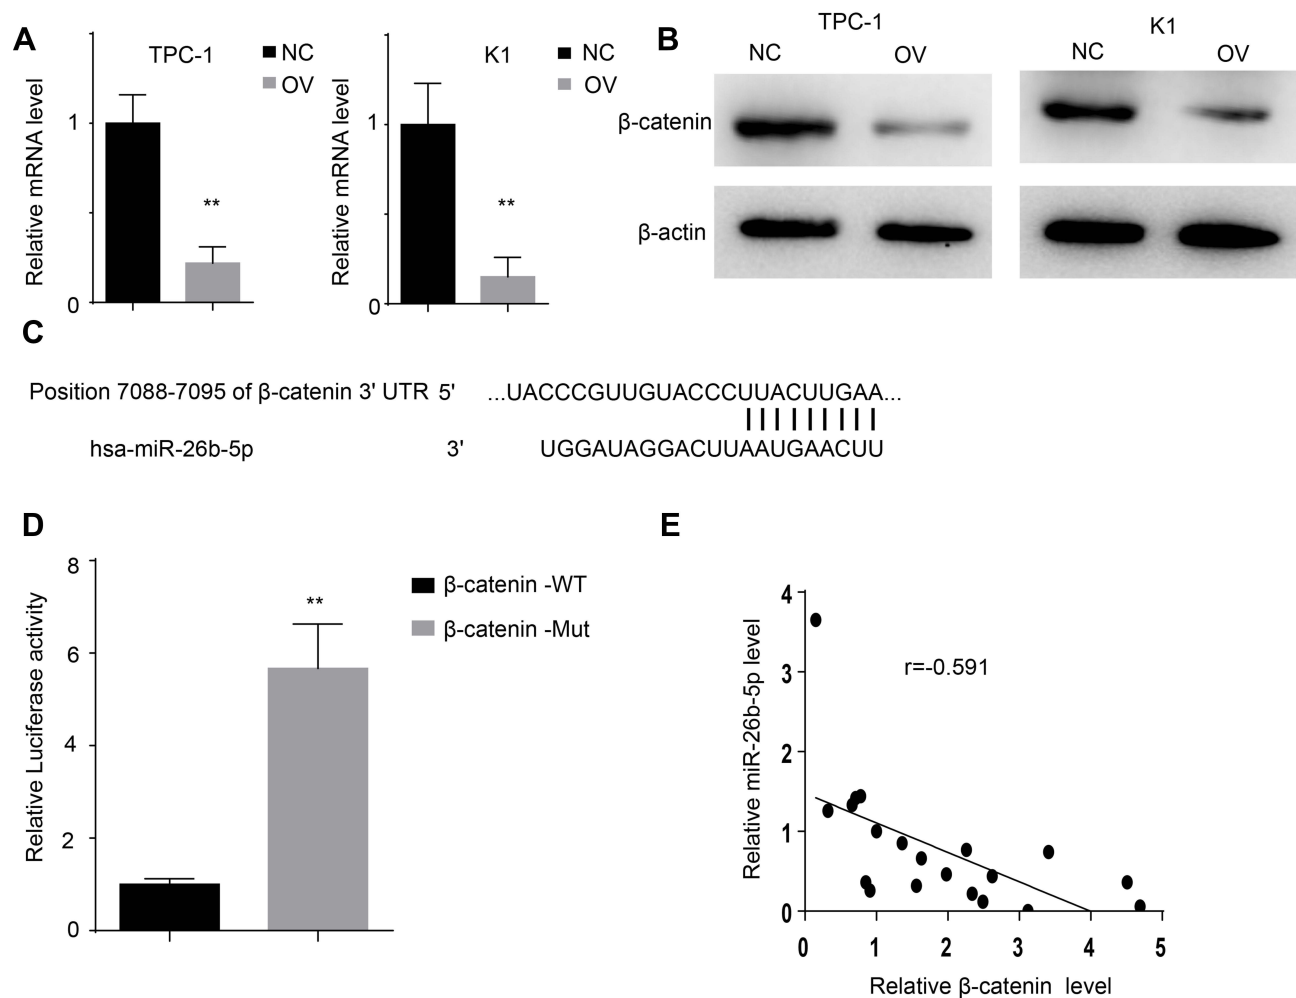 A
TPC-1
NC
OV
Relative mRNA level
1
0
**
K1
NC
OV
Relative mRNA level
1
0
**
B
TPC-1
K1
NC
OV
NC
OV
β-catenin
β-actin
C
Position 7088-7095 of β-catenin 3' UTR 5' ...UACCCGUUGUACCCUUACUUGAA...
hsa-miR-26b-5p 3' UGGAUAGGACUUAAUGAACUU
D
Relative Luciferase activity
8
6
4
2
0
**
β-catenin -WT
β-catenin -Mut
E
Relative miR-26b-5p level
4
3
2
1
0
r=-0.591
0 1 2 3 4 5
Relative β-catenin level